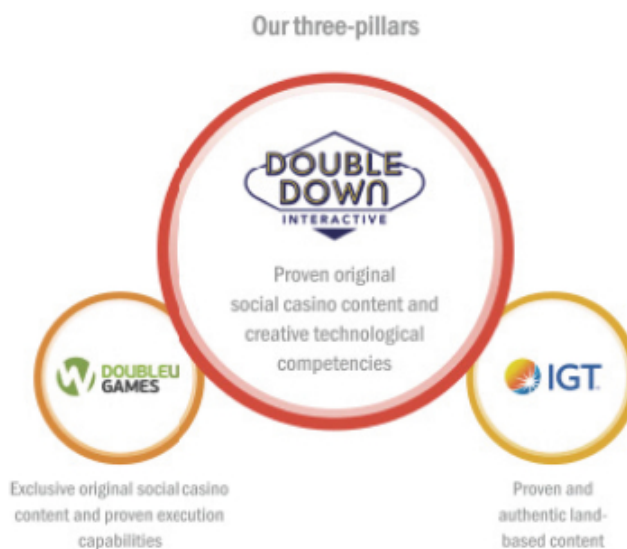 Our three-pillars
DOUBLE
DOWN
INTERACTIVE
Proven original
social casino content and
creative technological
competencies
DOUBLEU
GAMES
Exclusive original social casino
content and proven execution
capabilities
IGT
Proven and
authentic land-
based content